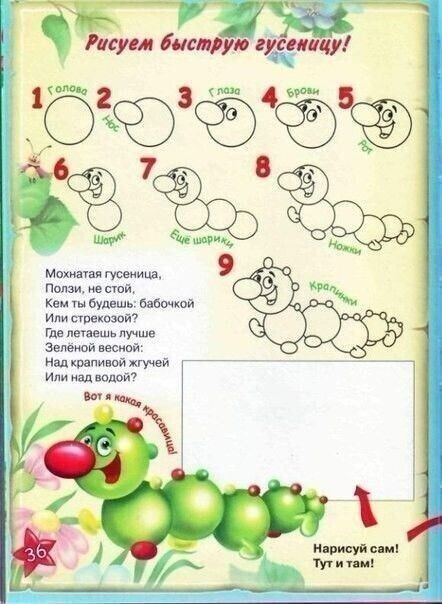 Рисуем быструю гусеницу!
1 Голова
2 Нос
3 Глаза
4 Брови
5 Рот
6 Шарик
7 Ещё шарики
8 Ножки
9 Крапинки
Мохнатая гусеница,
Ползи, не стой,
Кем ты будешь: бабочкой
Или стрекозой?
Где летаешь лучше
Зелёной весной:
Над крапивой жгучей
Или над водой?
Вот я какая красавица!
Нарисуй сам!
Тут и там!
36